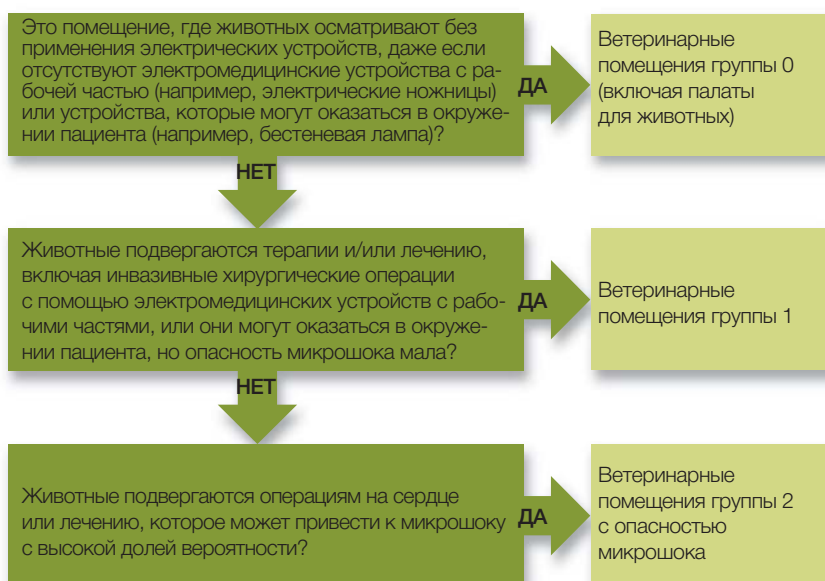 Это помещение, где животных осматривают без
применения электрических устройств, даже если
отсутствуют электромедицинские устройства с ра-
бочей частью (например, электрические ножницы)
или устройства, которые могут оказаться в окруже-
нии пациента (например, бестеневая лампа)?
ДА
Ветеринарные
помещения группы 0
(включая палаты
для животных)
НЕТ
Животные подвергаются терапии и/или лечению,
включая инвазивные хирургические операции
с помощью электромедицинских устройств с рабо-
чими частями, или они могут оказаться в окруже-
нии пациента, но опасность микрошока мала?
ДА
Ветеринарные
помещения группы 1
НЕТ
Животные подвергаются операциям на сердце
или лечению, которое может привести к микрошоку
с высокой долей вероятности?
ДА
Ветеринарные
помещения группы 2
с опасностью
микрошока